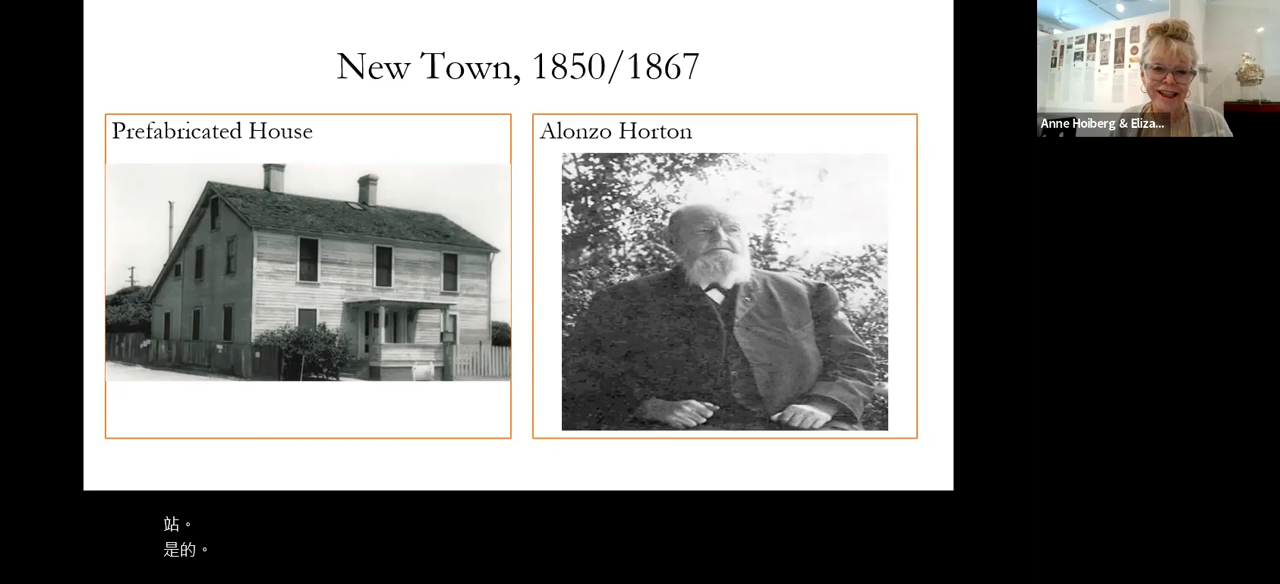 New Town, 1850/1867
Prefabricated House
Alonzo Horton
Anne Hoiberg & Eliza...
站。
是的。